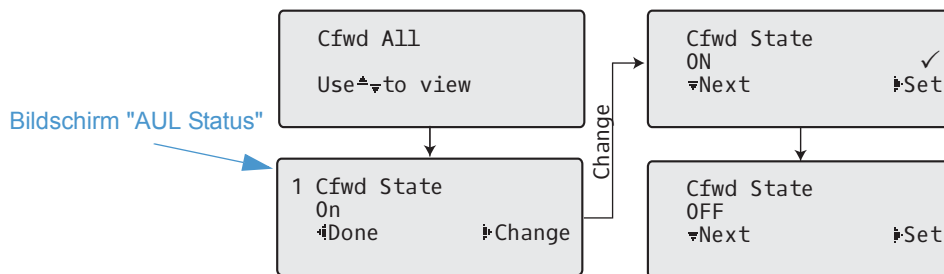 Cfwd All
Use to view
Bildschirm "AUL Status"
1 Cfwd State
On
Done Change
Change
Cfwd State
ON ✓
Next Set
Cfwd State
OFF
Next Set